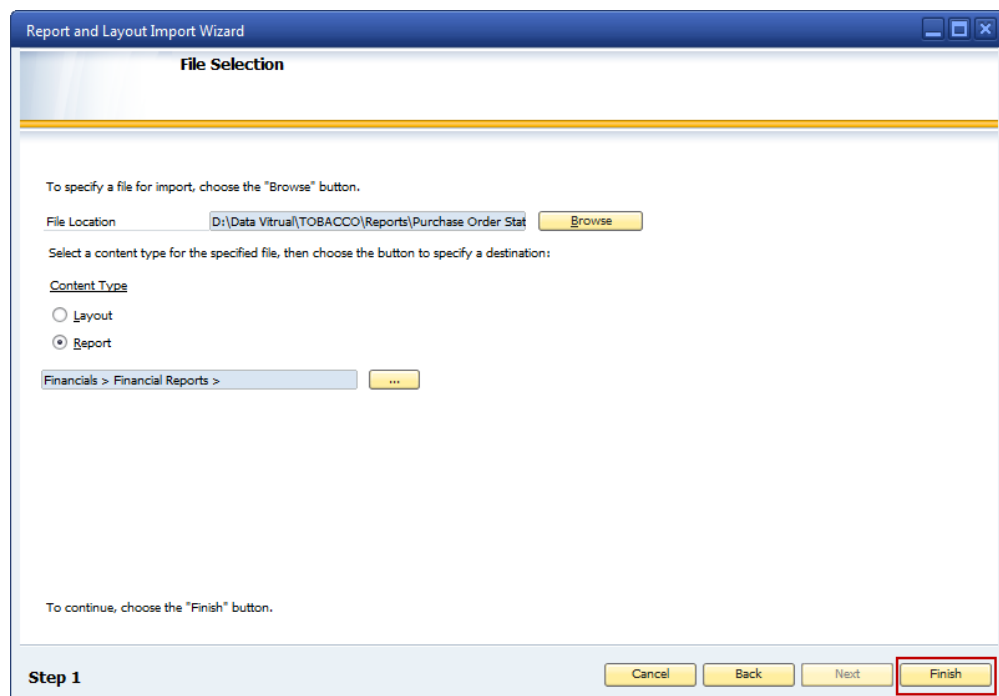 Report and Layout Import Wizard
File Selection
To specify a file for import, choose the "Browse" button.
File Location D:\Data Vitrual\TOBACCO\Reports\Purchase Order Stat Browse
Select a content type for the specified file, then choose the button to specify a destination:
Content Type
Layout
Report
Financials > Financial Reports > ...
To continue, choose the "Finish" button.
Step 1 Cancel Back Next Finish